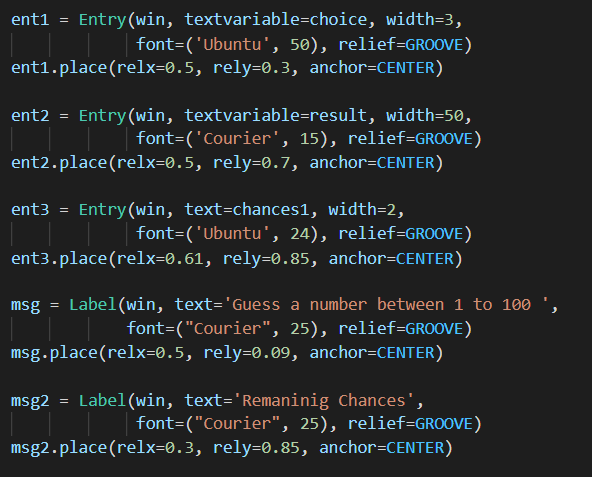 ent1 = Entry(win, textvariable=choice, width=3,
             font=('Ubuntu', 50), relief=GROOVE)
ent1.place(relx=0.5, rely=0.3, anchor=CENTER)

ent2 = Entry(win, textvariable=result, width=50,
             font=('Courier', 15), relief=GROOVE)
ent2.place(relx=0.5, rely=0.7, anchor=CENTER)

ent3 = Entry(win, text=chances1, width=2,
             font=('Ubuntu', 24), relief=GROOVE)
ent3.place(relx=0.61, rely=0.85, anchor=CENTER)

msg = Label(win, text='Guess a number between 1 to 100 ',
            font=("Courier", 25), relief=GROOVE)
msg.place(relx=0.5, rely=0.09, anchor=CENTER)

msg2 = Label(win, text='Remaninig Chances',
             font=("Courier", 25), relief=GROOVE)
msg2.place(relx=0.3, rely=0.85, anchor=CENTER)